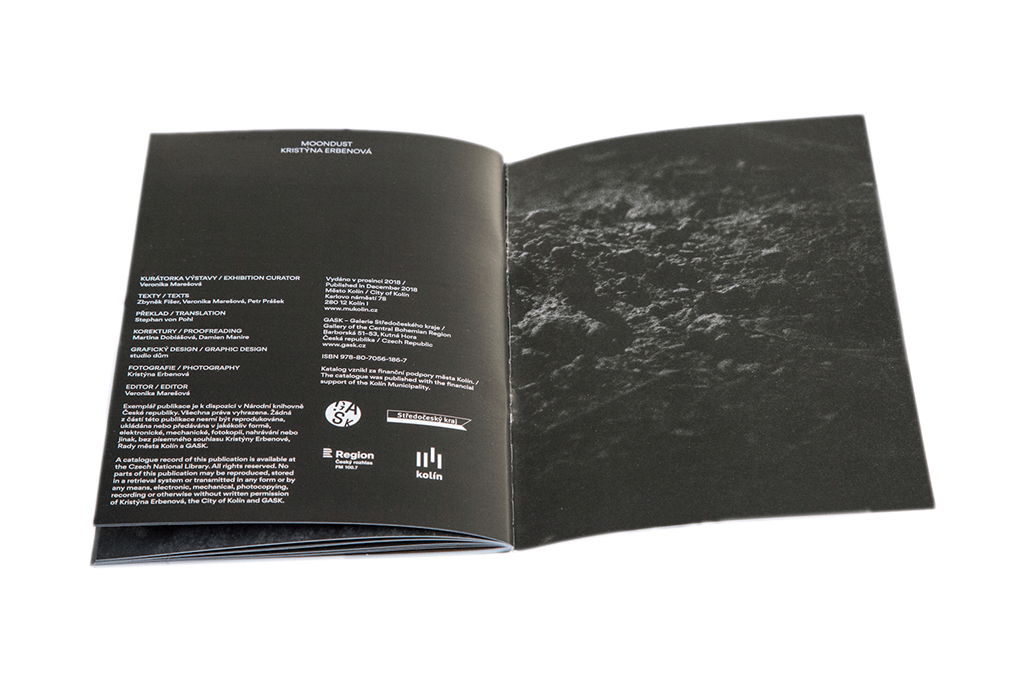 MOONDUST
KRISTÝNA ERBENOVÁ
KURÁTORKA VÝSTAVY / EXHIBITION CURATOR
Veronika Marešová
TEXTY / TEXTS
Zbyněk Fišer, Veronika Marešová, Petr Prášek
PŘEKLAD / TRANSLATION
Stephan von Pohl
KOREKTURY / PROOFREADING
Martina Doblášová, Damien Manire
GRAFICKÝ DESIGN / GRAPHIC DESIGN
studio dům
FOTOGRAFIE / PHOTOGRAPHY
Kristýna Erbenová
EDITOR / EDITOR
Veronika Marešová
Exemplář publikace je k dispozici v Národní knihovně
České republiky. Všechna práva vyhrazena. Žádná
z částí této publikace nesmí být reprodukována,
ukládána nebo předávána v jakékoliv formě,
elektronické, mechanické, fotokopií, nahrávání nebo
jinak, bez písemného souhlasu Kristýny Erbenové,
Rady města Kolín a GASK.
A catalogue record of this publication is available at
the Czech National Library. All rights reserved. No
parts of this publication may be reproduced, stored
in a retrieval system or transmitted in any form or by
any means, electronic, mechanical, photocopying,
recording or otherwise without written permission
of Kristýna Erbenová, the City of Kolín and GASK.
Vydáno v prosinci 2018 /
Published in December 2018
Město Kolín / City of Kolín
Karlovo náměstí 78
280 12 Kolín I
www.mukolin.cz
GASK – Galerie Středočeského kraje /
Gallery of the Central Bohemian Region
Barborská 51–53, Kutná Hora
Česká republika / Czech Republic
www.gask.cz
ISBN 978-80-7056-186-7
Katalog vznikl za finanční podpory města Kolín. /
The catalogue was published with the financial
support of the Kolín Municipality.
GASK
Středočeský kraj
Region
Český rozhlas
FM 100.7
kolín